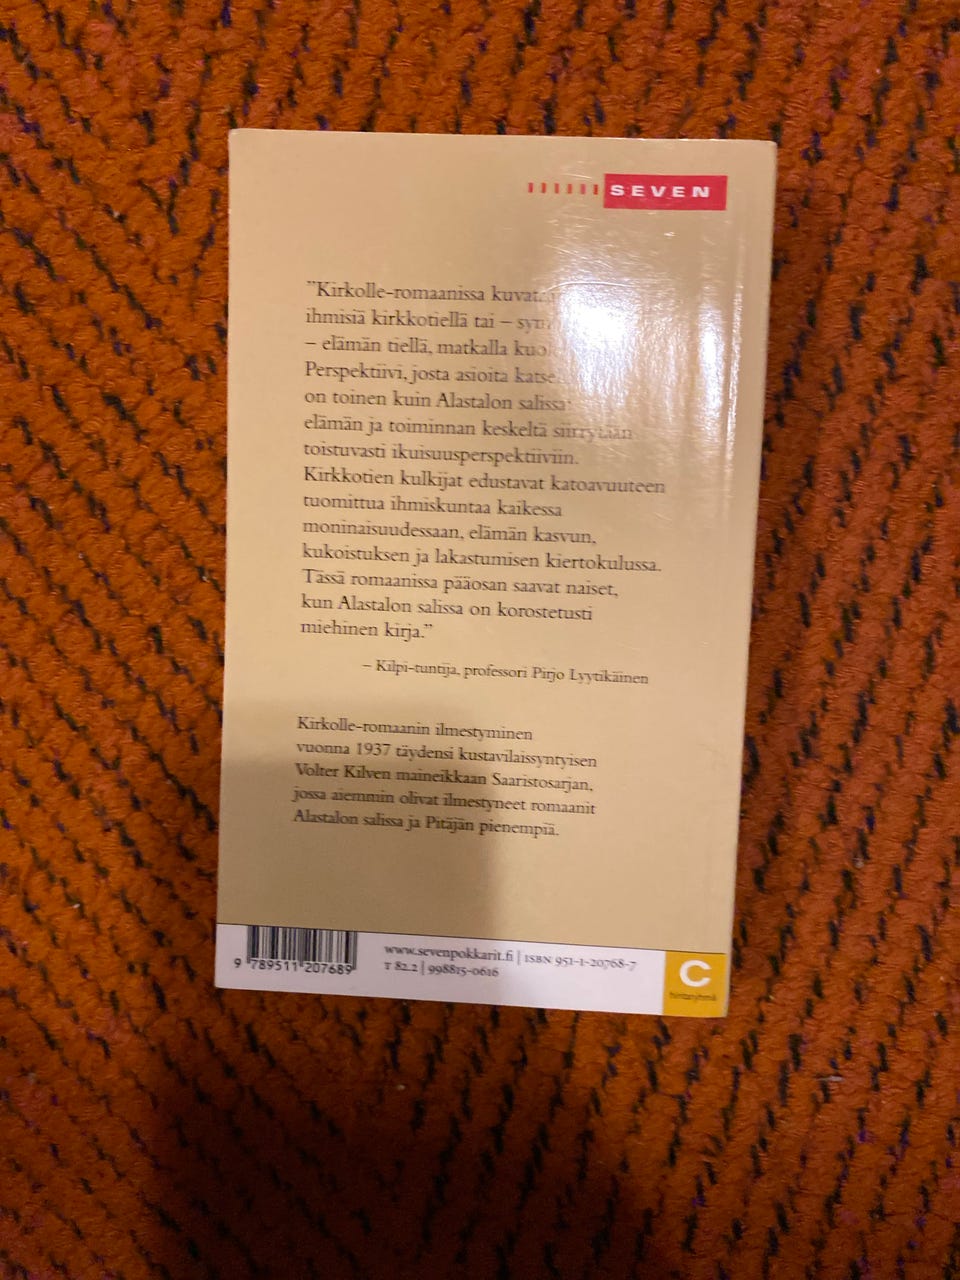 SEVEN
"Kirkolle-romaanissa
ihmisiä kirkkotiellä tai –
– elämän tiellä, matkalla
Perspektiivi, josta asioita
on toinen kuin Alastalon salissa
elämän ja toiminnan keskeltä siirrytään
toistuvasti ikuisuusperspektiiviin.
Kirkkotien kulkijat edustavat katoavuuteen
tuomittua ihmiskuntaa kaikessa
moninaisuudessaan, elämän kasvun,
kukoistuksen ja lakastumisen kiertokulussa.
Tässä romaanissa pääosan saavat naiset,
kun Alastalon salissa on korostetusti
miehinen kirja."
– Kilpi-tuntija, professori Pirjo Lyytikäinen
Kirkolle-romaanin ilmestyminen
vuonna 1937 täydensi kustavilaissyntyisen
Volter Kilven maineikkaan Saaristosarjan,
jossa aiemmin olivat ilmestyneet romaanit
Alastalon salissa ja Pitäjän pienempiä.
9 789511 207689
www.sevenpokkarit.fi | ISBN 951-1-20768-7
T 82.2 | 998815-0616
C
hintaryhmä